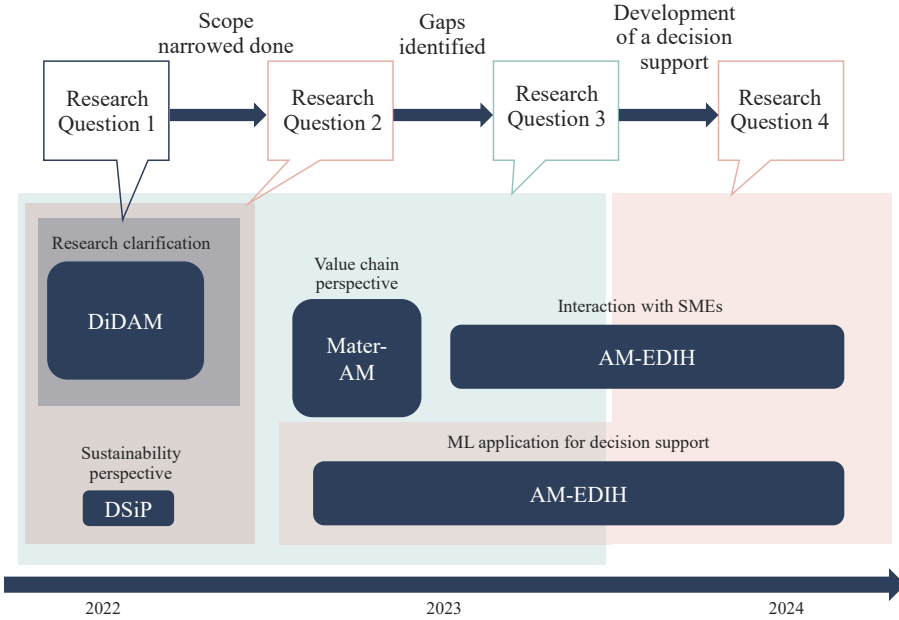 Scope
narrowed done
Gaps
identified
Development
of a decision
support
Research
Question 1
Research
Question 2
Research
Question 3
Research
Question 4
Research clarification
DiDAM
Value chain
perspective
Mater-
AM
Interaction with SMEs
AM-EDIH
Sustainability
perspective
DSiP
ML application for decision support
AM-EDIH
2022
2023
2024